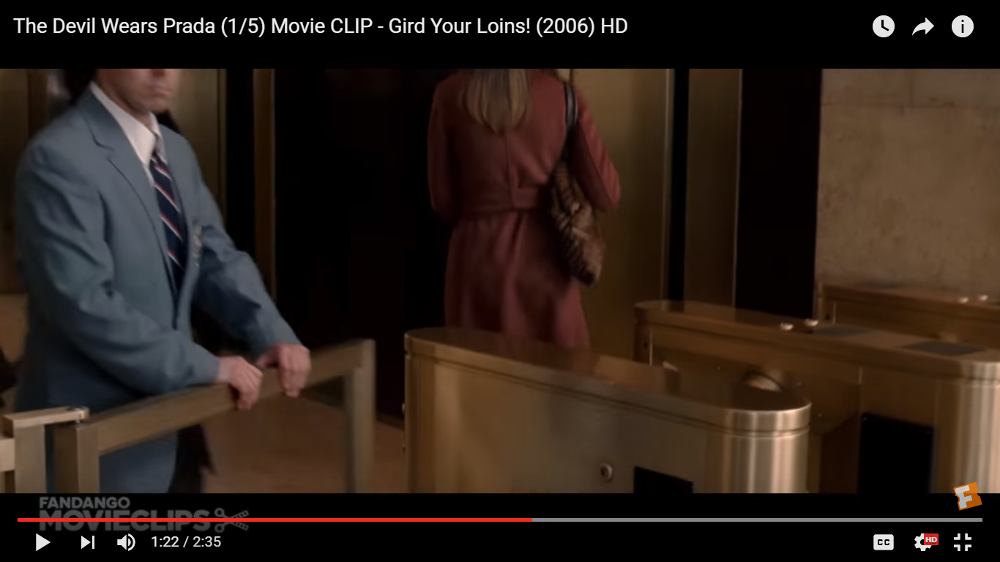 The Devil Wears Prada (1/5) Movie CLIP - Gird Your Loins! (2006) HD
FANDANGO
MOVIECLIPS
F
1:22 / 2:35
CC
HD